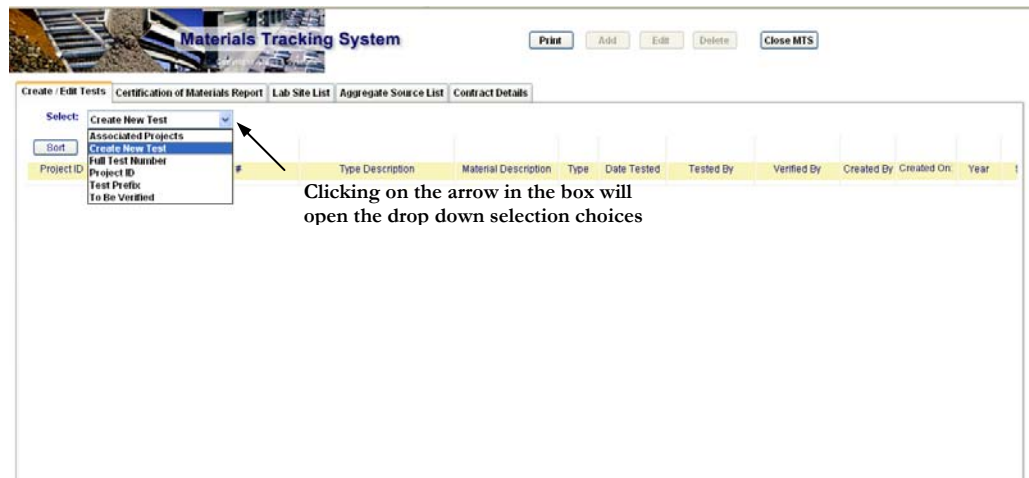 Materials Tracking System
Print Add Edit Delete Close MTS
Create / Edit Tests Certification of Materials Report Lab Site List Aggregate Source List Contract Details
Select: Create New Test
Associated Projects
Create New Test
Full Test Number
Project ID
Test Prefix
To Be Verified
Sort
Project ID # Type Description Material Description Type Date Tested Tested By Verified By Created By Created On: Year
Clicking on the arrow in the box will
open the drop down selection choices